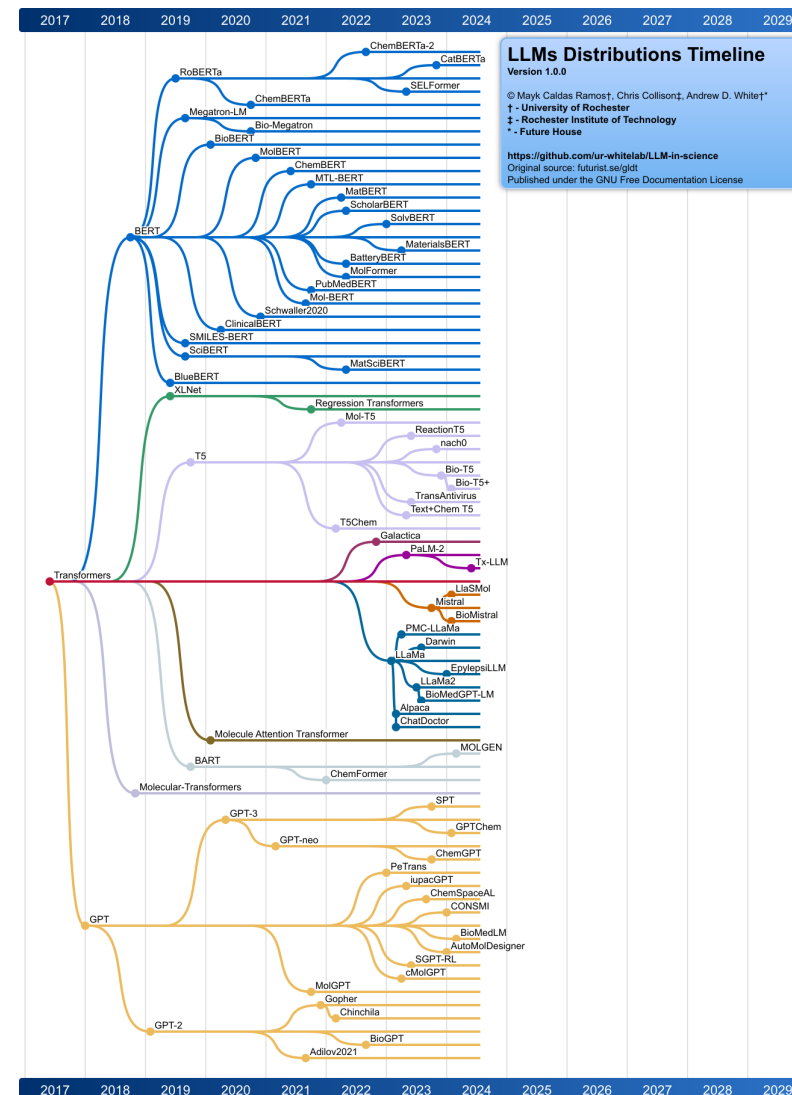 2017 2018 2019 2020 2021 2022 2023 2024 2025 2026 2027 2028 2029
LLMs Distributions Timeline
Version 1.0.0
© Mayk Caldas Ramos†, Chris Collison‡, Andrew D. White†*
† - University of Rochester
‡ - Rochester Institute of Technology
* - Future House
https://github.com/ur-whitelab/LLM-in-science
Original source: futurist.se/gldt
Published under the GNU Free Documentation License
ChemBERTa-2
CatBERTa
RoBERTa
SELFormer
ChemBERTa
Megatron-LM
Bio-Megatron
BioBERT
MolBERT
ChemBERT
MTL-BERT
MatBERT
ScholarBERT
SolvBERT
BERT
MaterialsBERT
BatteryBERT
MolFormer
PubMedBERT
Mol-BERT
Schwaller2020
ClinicalBERT
SMILES-BERT
SciBERT
MatSciBERT
BlueBERT
XLNet
Regression Transformers
Mol-T5
ReactionT5
nach0
T5
Bio-T5
Bio-T5+
TransAntivirus
Text+Chem T5
T5Chem
Galactica
PaLM-2
Tx-LLM
Transformers
LlaSMol
Mistral
BioMistral
PMC-LLaMa
Darwin
LLaMa
EpylepsiLLM
LLaMa2
BioMedGPT-LM
Alpaca
ChatDoctor
Molecule Attention Transformer
MOLGEN
BART
ChemFormer
Molecular-Transformers
SPT
GPT-3
GPTChem
GPT-neo
ChemGPT
PeTrans
iupacGPT
ChemSpaceAL
CONSMI
GPT
BioMedLM
AutoMolDesigner
SGPT-RL
cMolGPT
MolGPT
Gopher
Chinchila
GPT-2
BioGPT
Adilov2021
2017 2018 2019 2020 2021 2022 2023 2024 2025 2026 2027 2028 2029